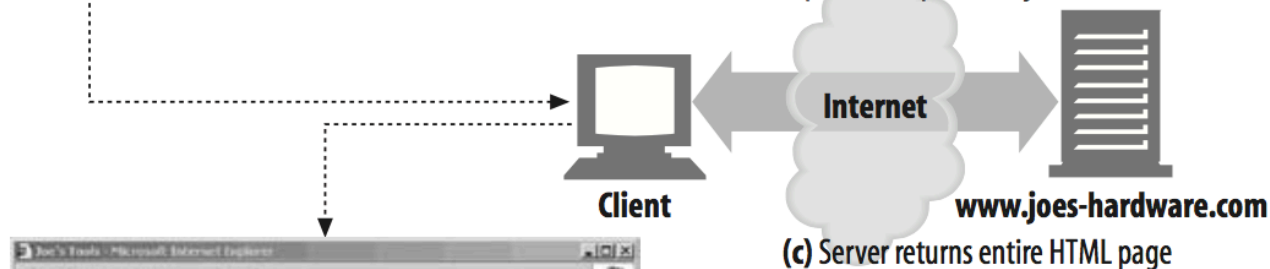 Internet
Client
www.joes-hardware.com
(c) Server returns entire HTML page
Joe's Tools - Microsoft Internet Explorer